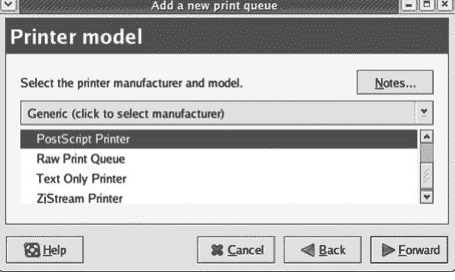 Add a new print queue
Printer model
Select the printer manufacturer and model.
Notes...
Generic (click to select manufacturer)
PostScript Printer
Raw Print Queue
Text Only Printer
ZjStream Printer
Help
Cancel
Back
Forward